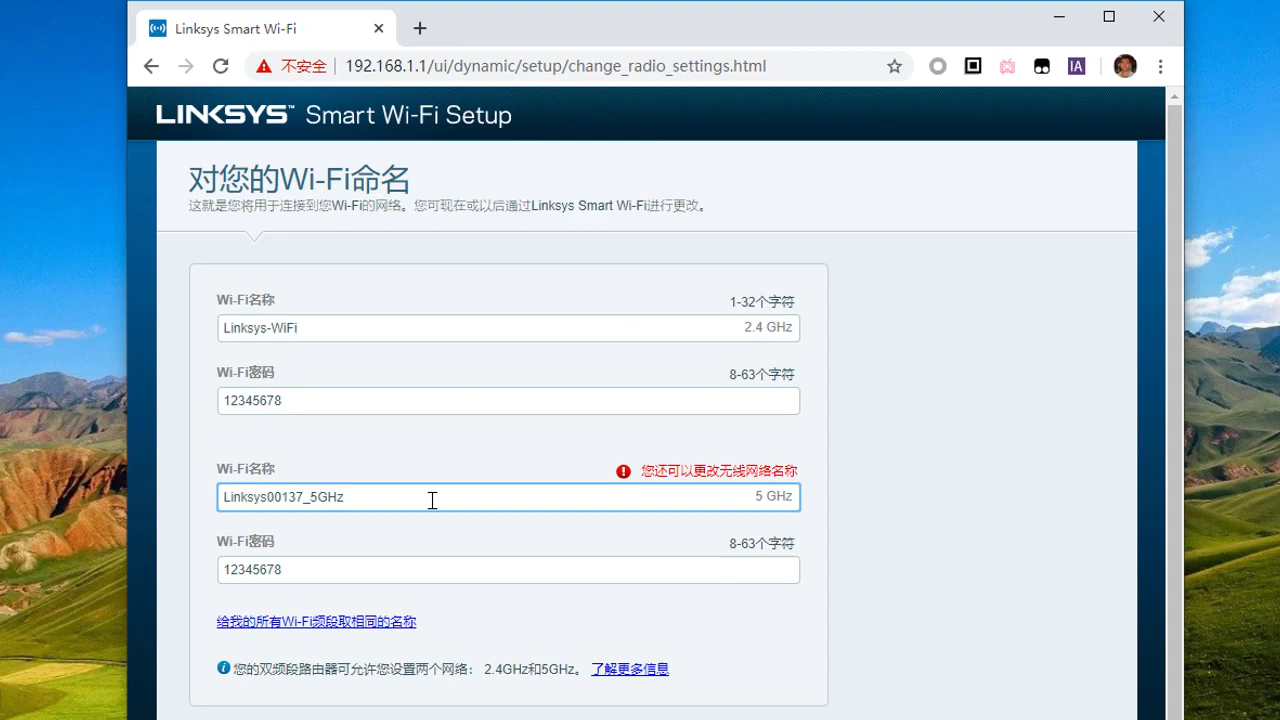 Linksys Smart Wi-Fi
不安全 192.168.1.1/ui/dynamic/setup/change_radio_settings.html
IA
LINKSYS™ Smart Wi-Fi Setup
对您的Wi-Fi命名
这就是您将用于连接到您Wi-Fi的网络。您可现在或以后通过Linksys Smart Wi-Fi进行更改。
Wi-Fi名称 1-32个字符
Linksys-WiFi 2.4 GHz
Wi-Fi密码 8-63个字符
12345678
Wi-Fi名称 您还可以更改无线网络名称
Linksys00137_5GHz 5 GHz
Wi-Fi密码 8-63个字符
12345678
给我的所有Wi-Fi频段取相同的名称
您的双频段路由器可允许您设置两个网络： 2.4GHz和5GHz。 了解更多信息